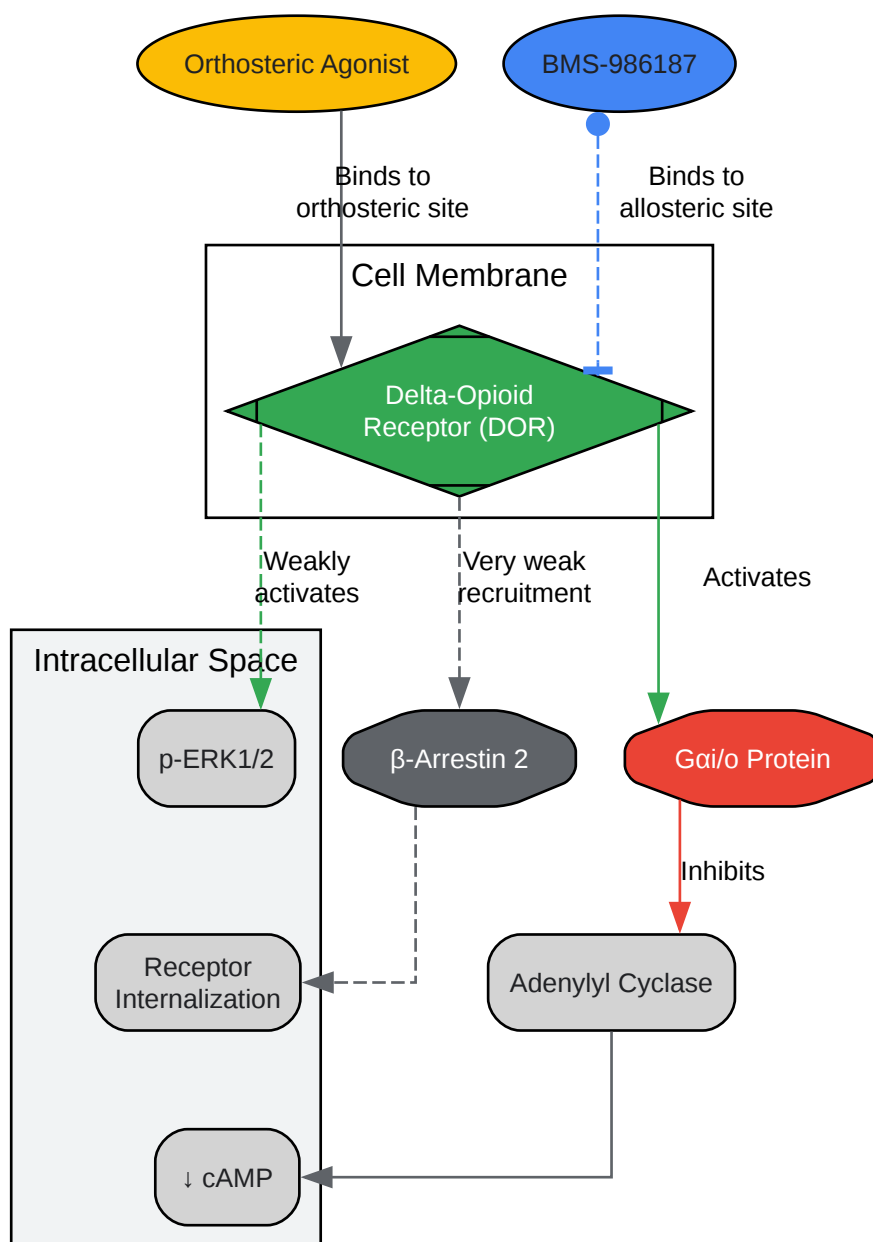 Orthosteric Agonist
BMS-986187
Binds to
orthosteric site
Binds to
allosteric site
Cell Membrane
Delta-Opioid
Receptor (DOR)
Weakly
activates
Very weak
recruitment
Activates
Intracellular Space
p-ERK1/2
β-Arrestin 2
Gαi/o Protein
Inhibits
Receptor
Internalization
Adenylyl Cyclase
↓ cAMP